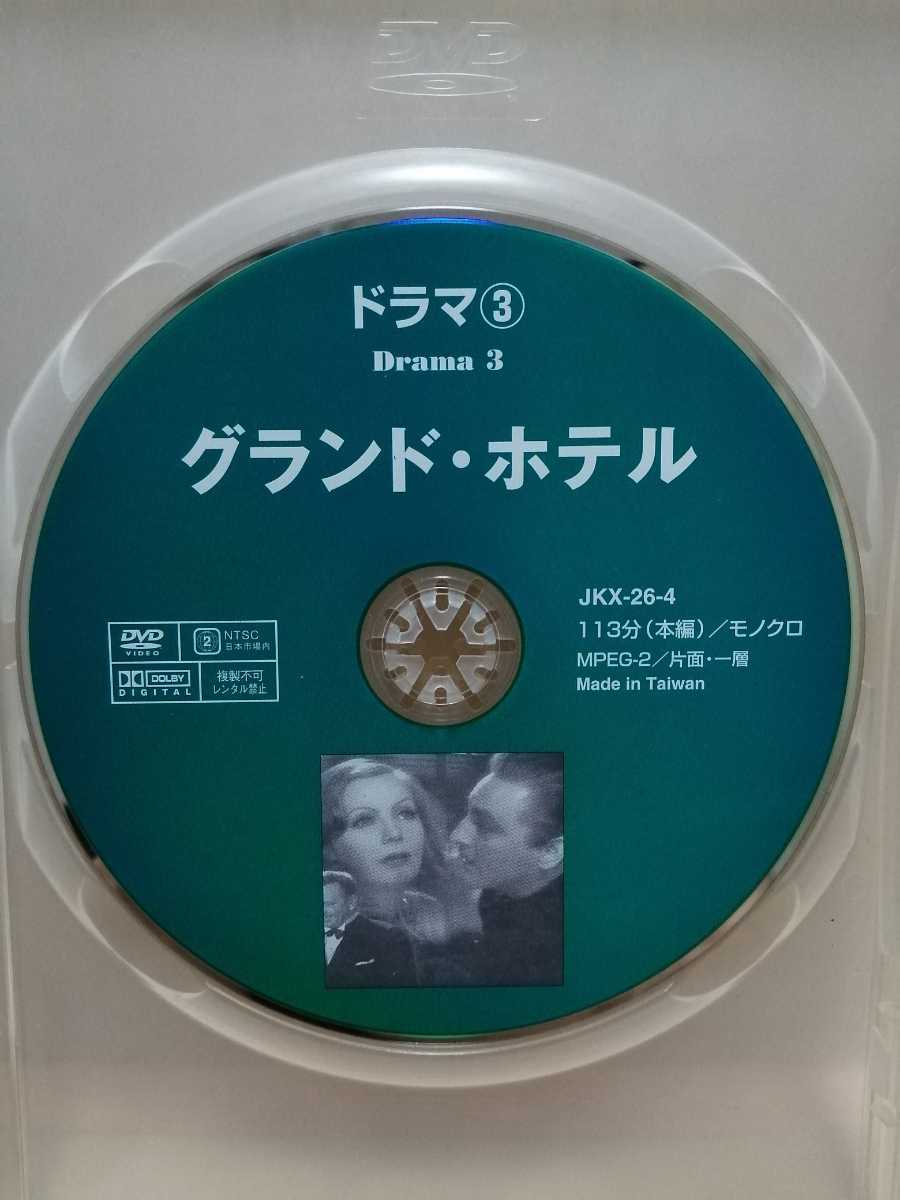 DVD
ドラマ③
Drama 3
グランド・ホテル
JKX-26-4
113分(本編)／モノクロ
MPEG-2／片面・一層
Made in Taiwan
DVD
VIDEO
2
NTSC
日本市場内
DOLBY
DIGITAL
複製不可
レンタル禁止